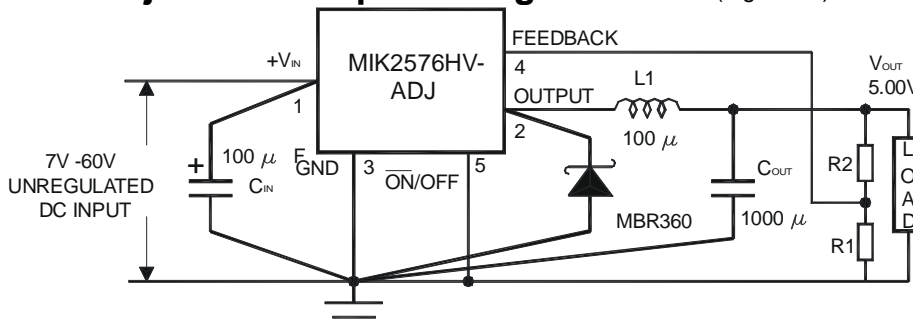 FEEDBACK
+VIN
MIK2576HV-
ADJ
4
L1
VOUT
5.00V
1
OUTPUT
2
100 μ
7V -60V
UNREGULATED
DC INPUT
+
100 μ F
CIN
GND
3
ON/OFF
5
MBR360
COUT
1000 μ
R2
R1
LOAD